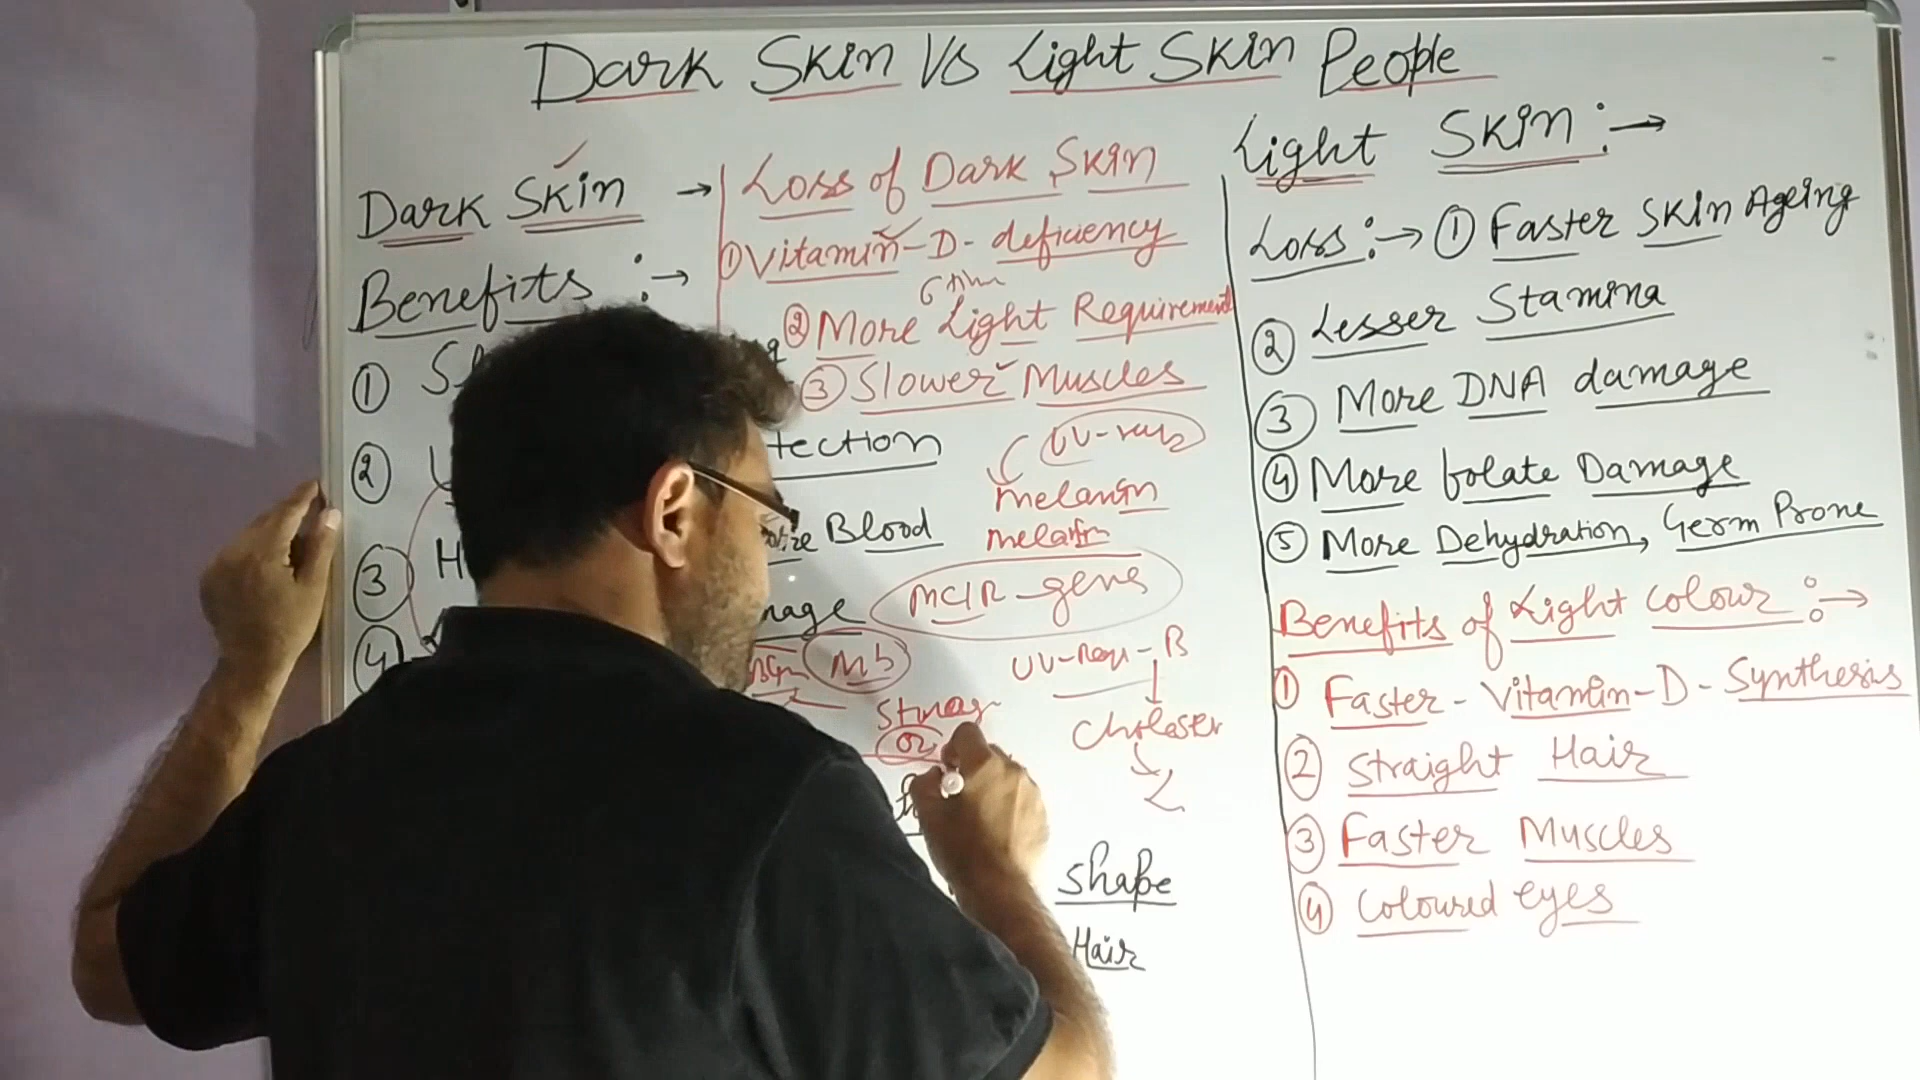 Dark Skin Vs Light Skin People
Dark Skin →
Benefits :→
①
②
③
④
tection
Blood
mage
Shape
Hair
Loss of Dark Skin
① Vitamin-D- deficiency
② More Light Requirement
③ Slower Muscles
UV-rays
melanin
melanin
MC1R-gene
Mb
UV-Rays-B
O2
Light Skin :→
Loss :→ ① Faster Skin Ageing
② Lesser Stamina
③ More DNA damage
④ More folate Damage
⑤ More Dehydration, Germ Prone
Benefits of Light Colour :→
① Faster - Vitamin-D-Synthesis
② Straight Hair
③ Faster Muscles
④ Coloured eyes